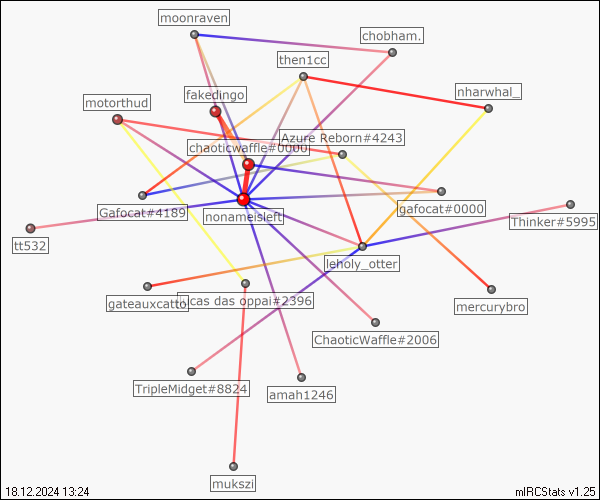 moonraven
chobham.
then1cc
nharwhal_
fakedingo
motorthud
Azure Reborn#4243
chaoticwaffle#0000
Gafocat#4189
nonameisleft
gafocat#0000
Thinker#5995
tt532
leholy_otter
gateauxcatto
ucas das oppai#2396
mercurybro
ChaoticWaffle#2006
TripleMidget#8824
amah1246
mukszi
18.12.2024 13:24
mIRCStats v1.25